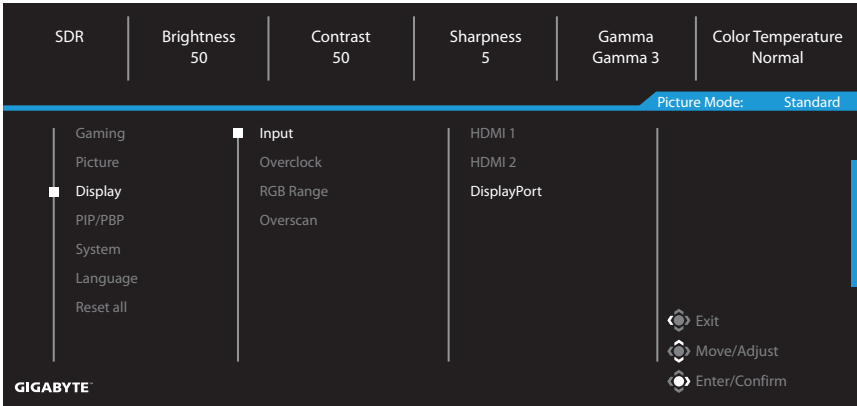 SDR Brightness Contrast Sharpness Gamma Color Temperature
50 50 5 Gamma 3 Normal
Picture Mode: Standard
Gaming Input HDMI 1
Picture Overclock HDMI 2
Display RGB Range DisplayPort
PIP/PBP Overscan
System
Language
Reset all
Exit
Move/Adjust
Enter/Confirm
GIGABYTE™